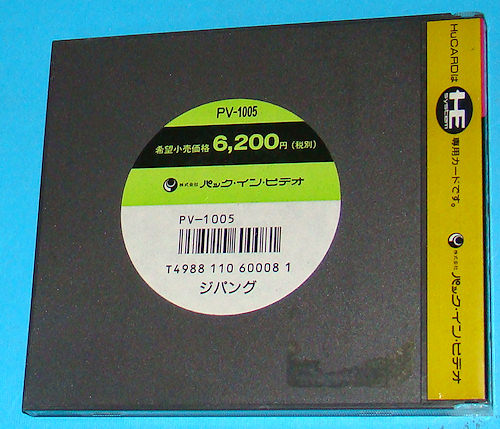 PV-1005
希望小売価格 6,200円(税別)
株式会社 パック・イン・ビデオ
PV-1005
T4988 110 60008 1
ジパング
HuCARDは HE system 専用カードです。
株式会社 パック・イン・ビデオ